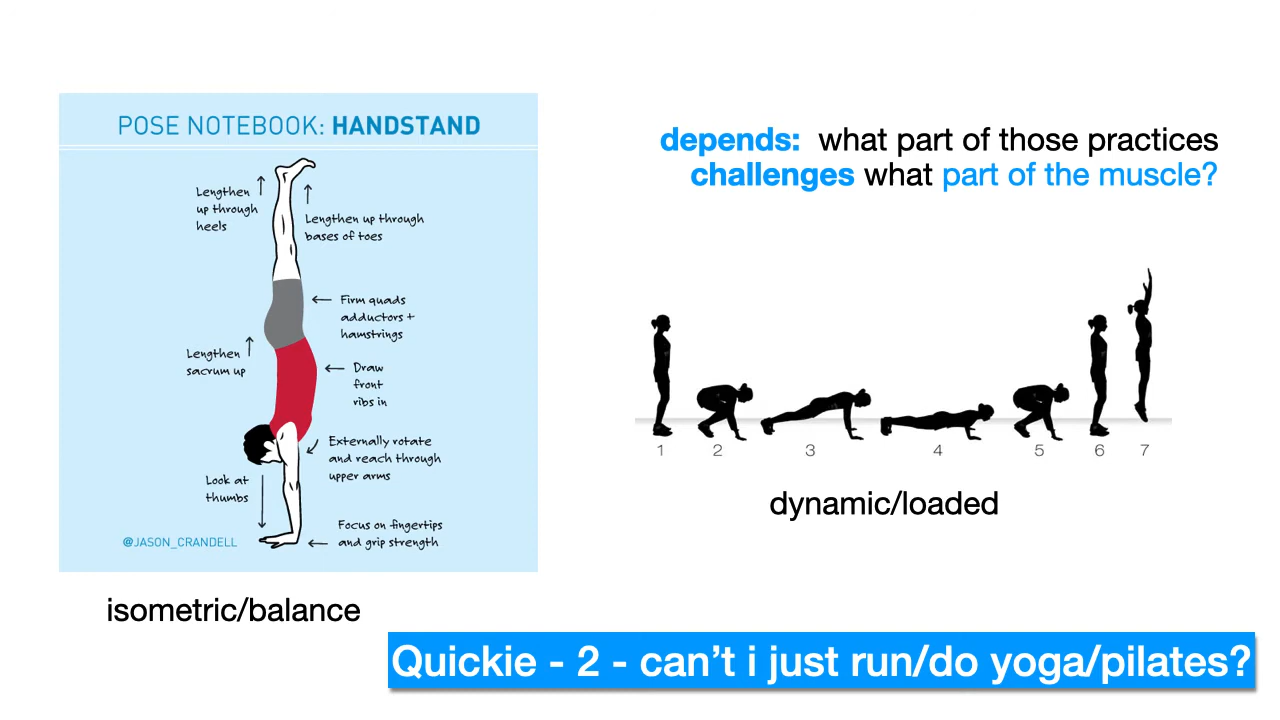 POSE NOTEBOOK: HANDSTAND
Lengthen
up through
heels
Lengthen up through
bases of toes
Firm quads
adductors +
hamstrings
Lengthen
sacrum up
Draw
front
ribs in
Externally rotate
and reach through
upper arms
Look at
thumbs
Focus on fingertips
and grip strength
@JASON_CRANDELL
isometric/balance
depends: what part of those practices
challenges what part of the muscle?
1 2 3 4 5 6 7
dynamic/loaded
Quickie - 2 - can’t i just run/do yoga/pilates?